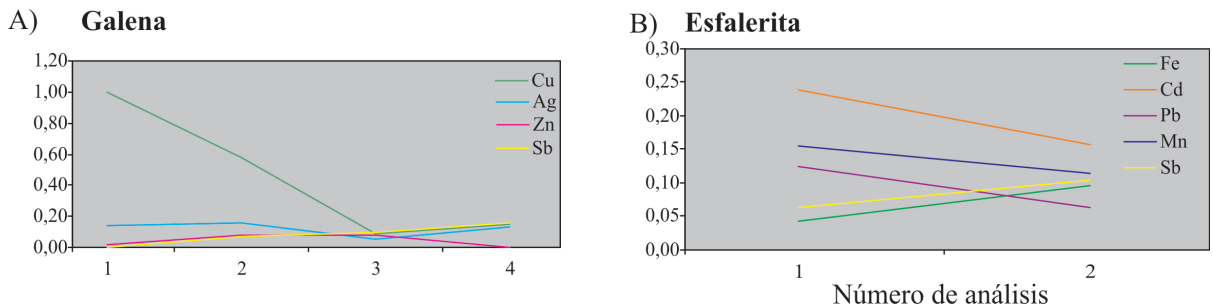 A) Galena
1,20
1,00
0,80
0,60
0,40
0,20
0,00
1 2 3 4
Cu
Ag
Zn
Sb
B) Esfalerita
0,30
0,25
0,20
0,15
0,10
0,05
0,00
1 2
Número de análisis
Fe
Cd
Pb
Mn
Sb